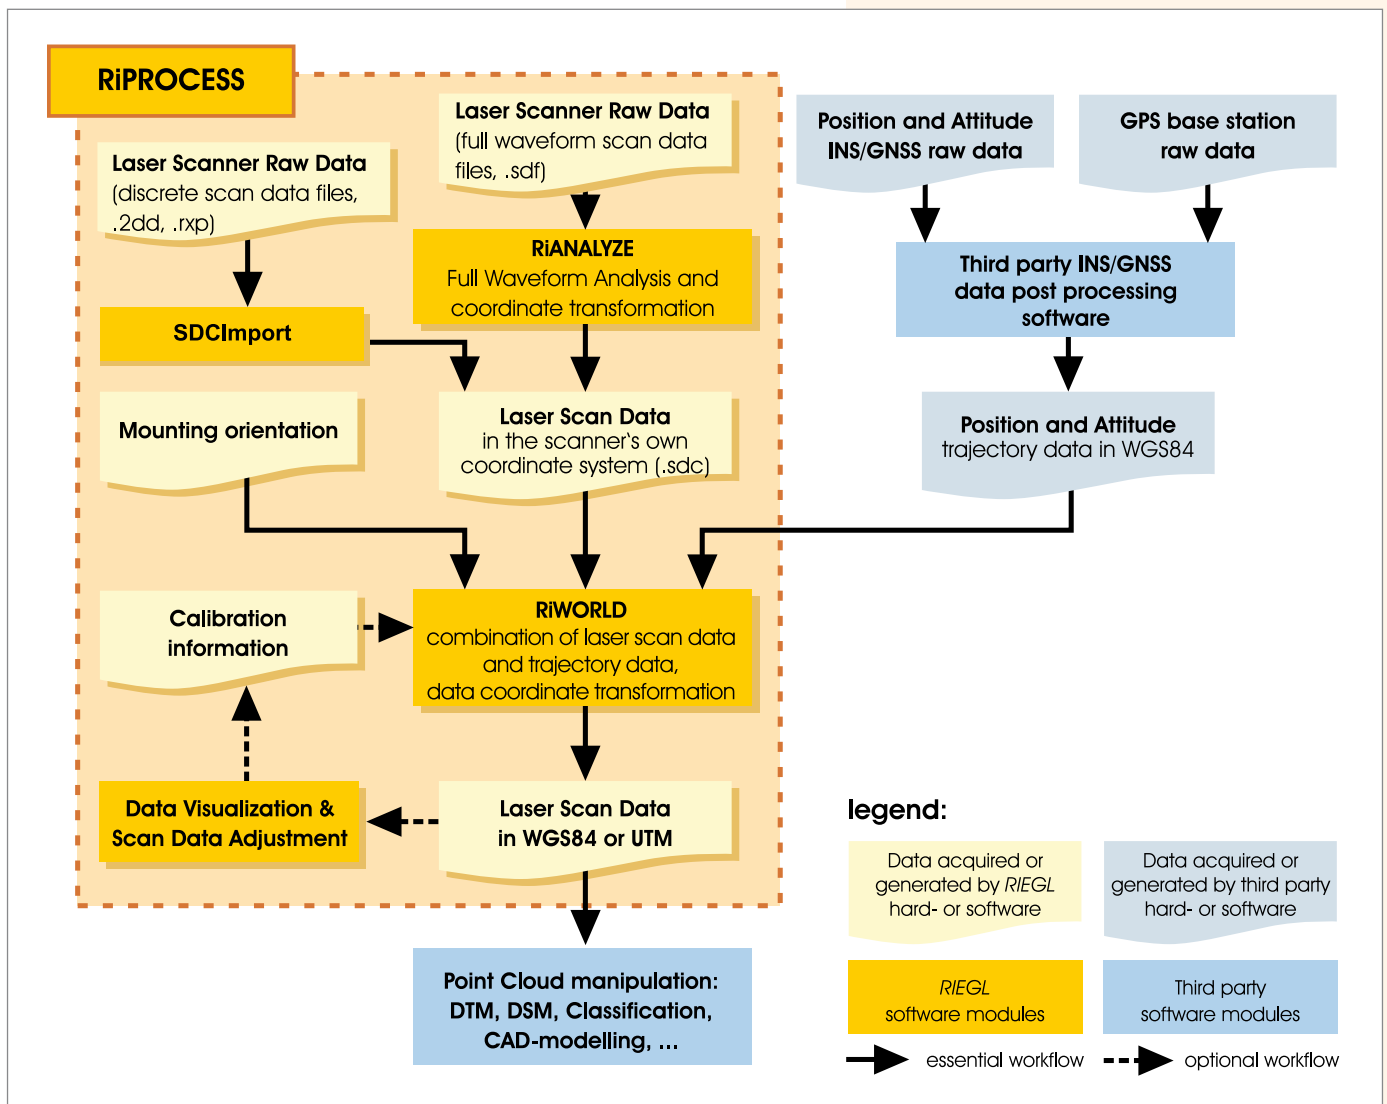 RiPROCESS
Laser Scanner Raw Data
(discrete scan data files,
.2dd, .rxp)
Laser Scanner Raw Data
(full waveform scan data
files, .sdf)
Position and Attitude
INS/GNSS raw data
GPS base station
raw data
RiANALYZE
Full Waveform Analysis and
coordinate transformation
Third party INS/GNSS
data post processing
software
SDCImport
Mounting orientation
Laser Scan Data
in the scanner‘s own
coordinate system (.sdc)
Position and Attitude
trajectory data in WGS84
Calibration
information
RiWORLD
combination of laser scan data
and trajectory data,
data coordinate transformation
Data Visualization &
Scan Data Adjustment
Laser Scan Data
in WGS84 or UTM
Point Cloud manipulation:
DTM, DSM, Classification,
CAD-modelling, ...
legend:
Data acquired or
generated by RIEGL
hard- or software
Data acquired or
generated by third party
hard- or software
RIEGL
software modules
Third party
software modules
essential workflow
optional workflow